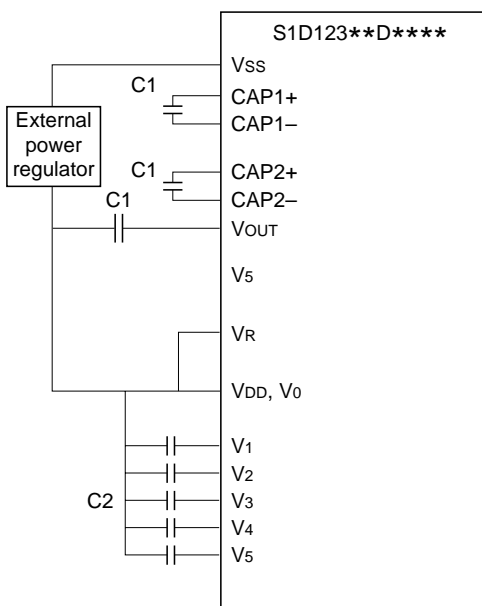 S1D123**D****
VSS
C1
CAP1+
CAP1–
External
power
regulator
C1
CAP2+
CAP2–
C1
VOUT
V5
VR
VDD, V0
V1
V2
C2
V3
V4
V5